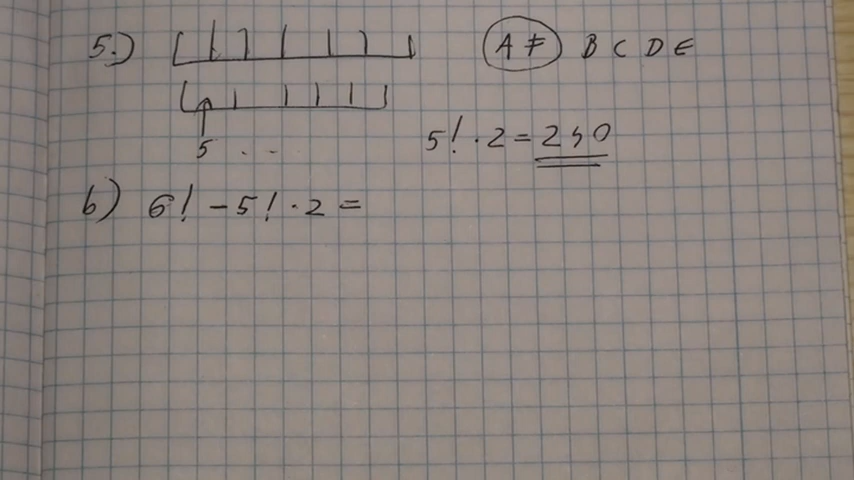 5.) A F B C D E
5 . . .
5! · 2 = 240
b) 6! - 5! · 2 =